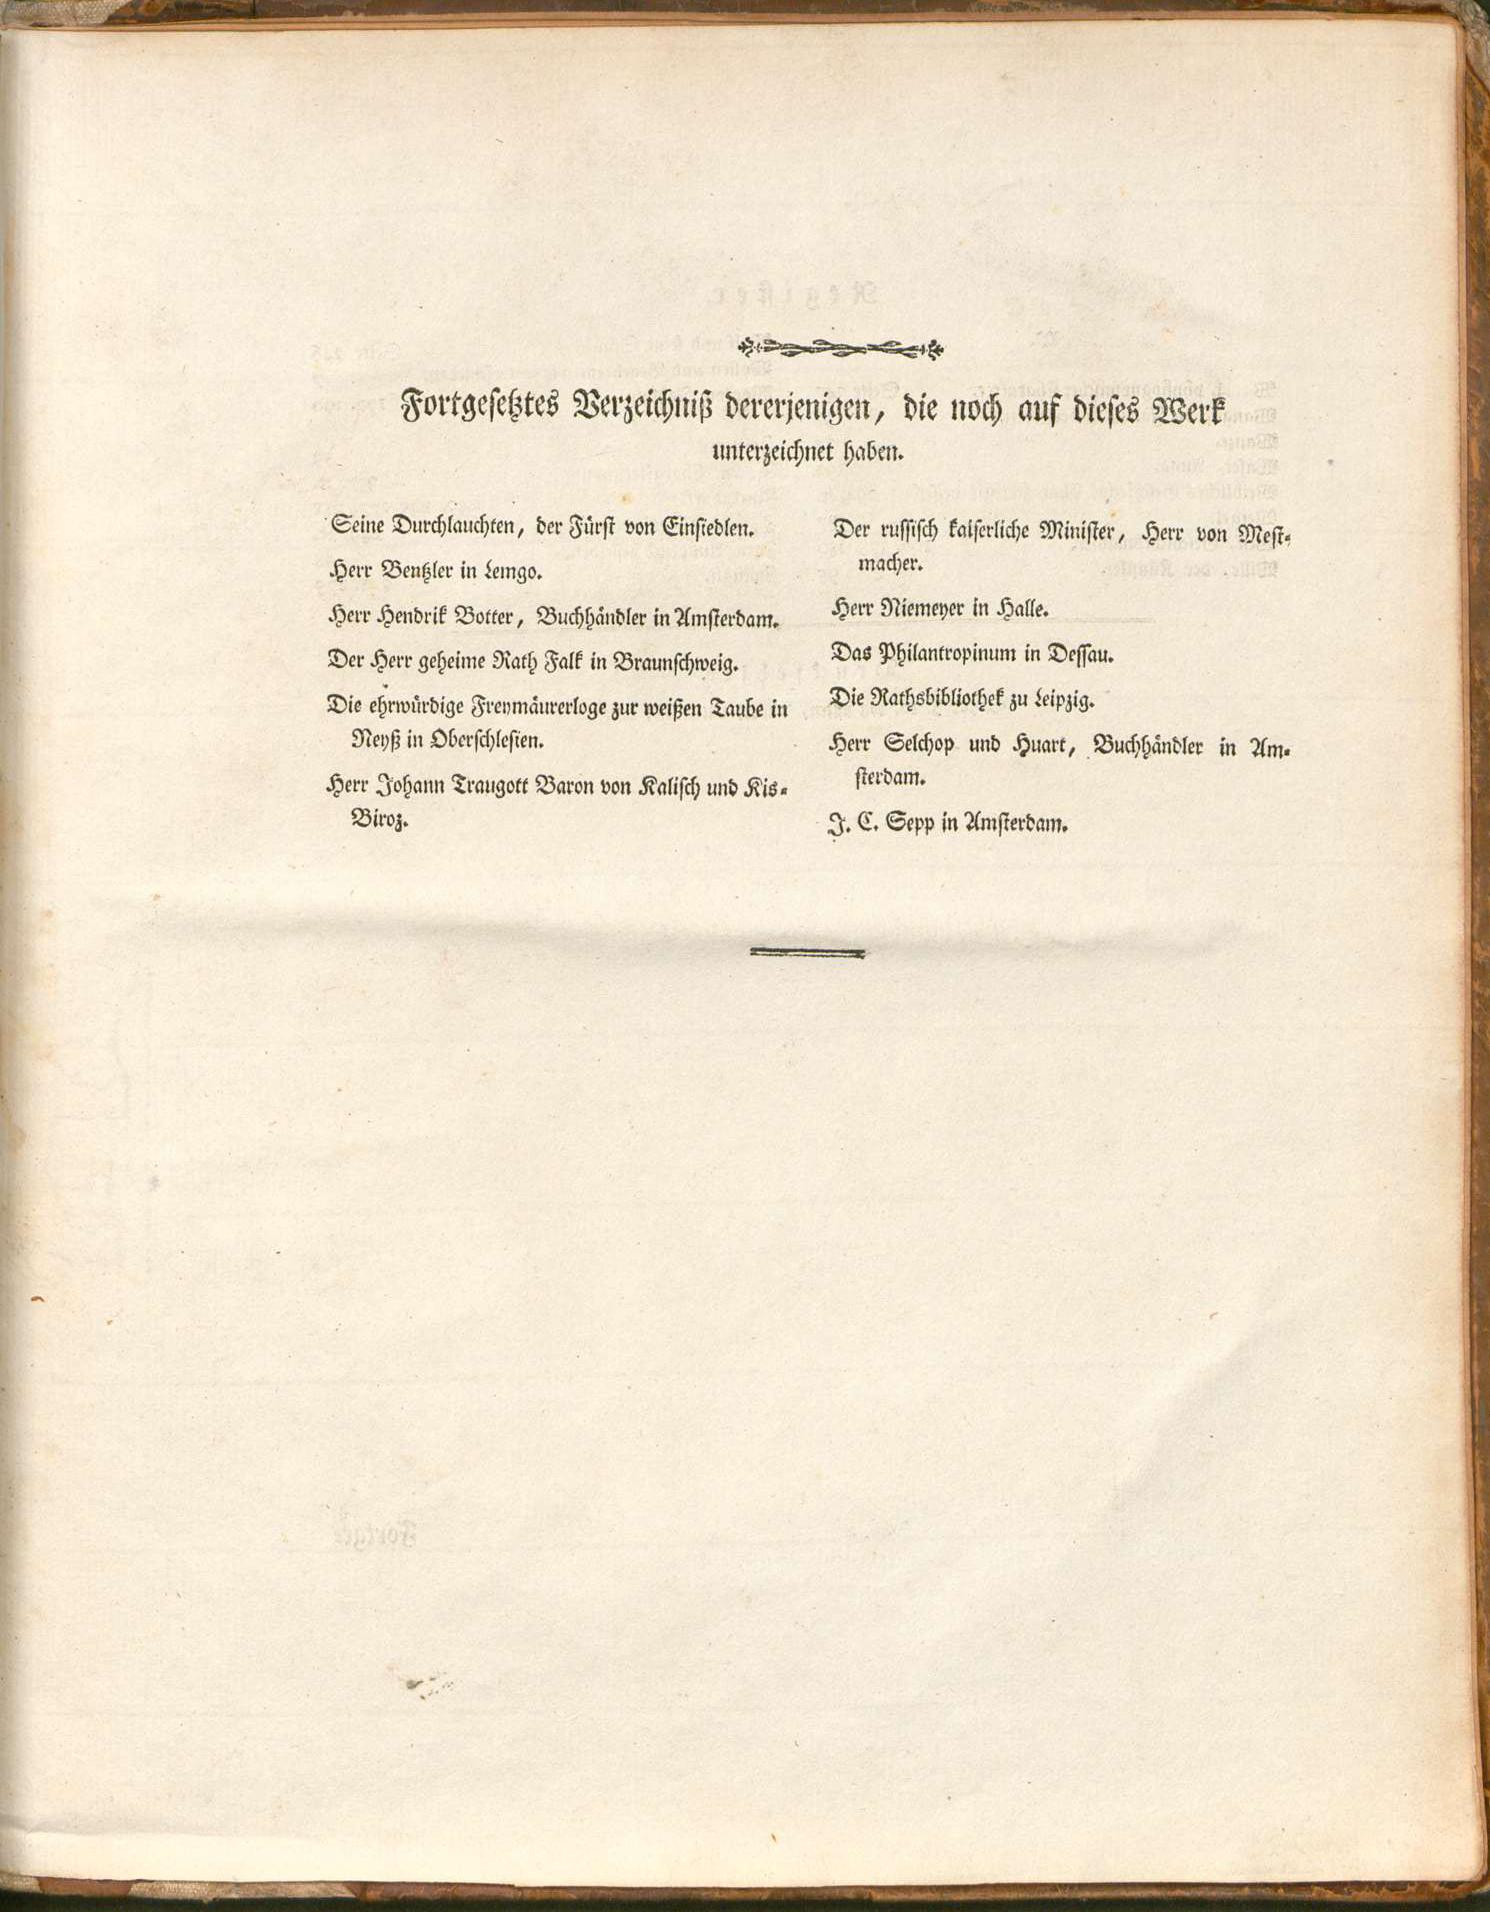 Fortgesetztes Verzeichniß dererjenigen, die noch auf dieses Werk
unterzeichnet haben.
Seine Durchlauchten, der Fürst von Einsiedlen.
Herr Bentzler in Lemgo.
Herr Hendrik Botter, Buchhändler in Amsterdam.
Der Herr geheime Rath Falk in Braunschweig.
Die ehrwürdige Freymäurerloge zur weißen Taube in
Neyß in Oberschlesien.
Herr Johann Traugott Baron von Kalisch und Kis-
Biroz.
Der russisch kaiserliche Minister, Herr von Mest-
macher.
Herr Niemeyer in Halle.
Das Philantropinum in Dessau.
Die Rathsbibliothek zu Leipzig.
Herr Selchop und Huart, Buchhändler in Am-
sterdam.
J. C. Sepp in Amsterdam.